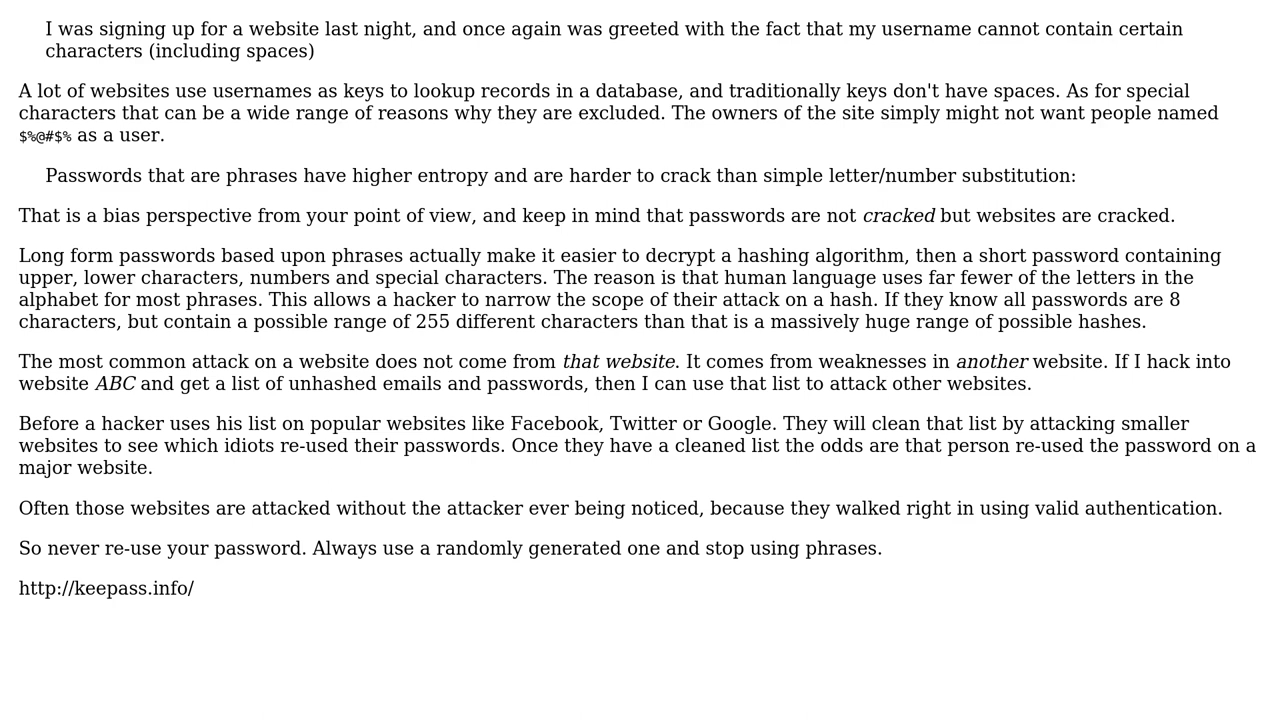 I was signing up for a website last night, and once again was greeted with the fact that my username cannot contain certain
characters (including spaces)
A lot of websites use usernames as keys to lookup records in a database, and traditionally keys don't have spaces. As for special
characters that can be a wide range of reasons why they are excluded. The owners of the site simply might not want people named
$%@#$% as a user.
Passwords that are phrases have higher entropy and are harder to crack than simple letter/number substitution:
That is a bias perspective from your point of view, and keep in mind that passwords are not cracked but websites are cracked.
Long form passwords based upon phrases actually make it easier to decrypt a hashing algorithm, then a short password containing
upper, lower characters, numbers and special characters. The reason is that human language uses far fewer of the letters in the
alphabet for most phrases. This allows a hacker to narrow the scope of their attack on a hash. If they know all passwords are 8
characters, but contain a possible range of 255 different characters than that is a massively huge range of possible hashes.
The most common attack on a website does not come from that website. It comes from weaknesses in another website. If I hack into
website ABC and get a list of unhashed emails and passwords, then I can use that list to attack other websites.
Before a hacker uses his list on popular websites like Facebook, Twitter or Google. They will clean that list by attacking smaller
websites to see which idiots re-used their passwords. Once they have a cleaned list the odds are that person re-used the password on a
major website.
Often those websites are attacked without the attacker ever being noticed, because they walked right in using valid authentication.
So never re-use your password. Always use a randomly generated one and stop using phrases.
http://keepass.info/